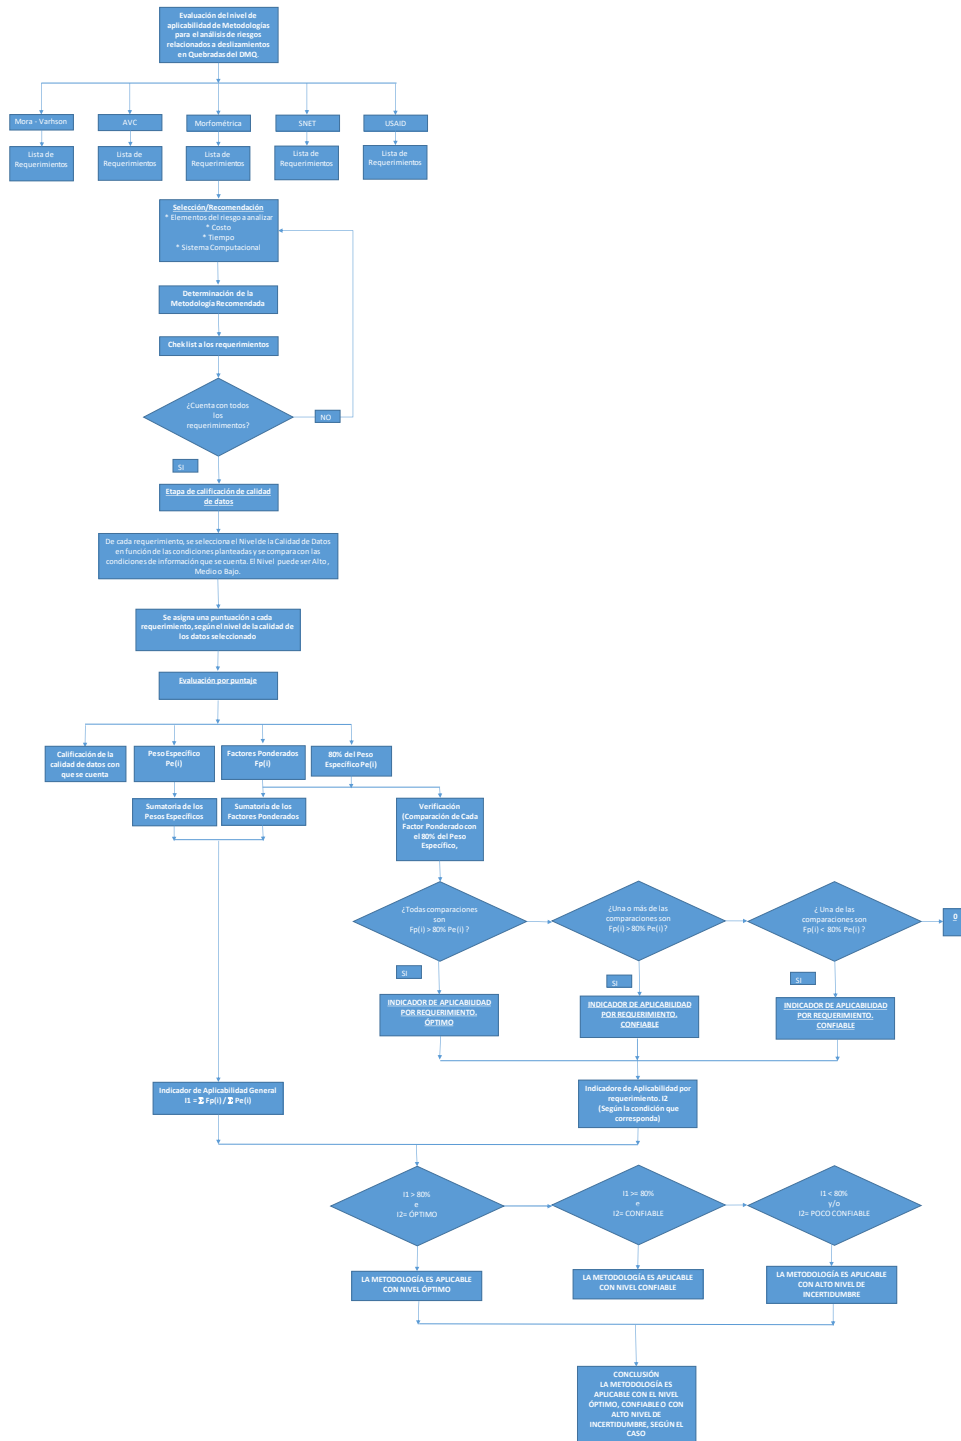 Evaluación del nivel de
aplicabilidad de Metodologías
para el análisis de riesgos
relacionados a deslizamientos
en Quebradas del DMQ.
Mora - Varhson
AVC
Morfométrica
SNET
USAID
Lista de
Requerimientos
Lista de
Requerimientos
Lista de
Requerimientos
Lista de
Requerimientos
Lista de
Requerimientos
Selección/Recomendación
* Elementos del riesgo a analizar
* Costo
* Tiempo
* Sistema Computacional
Determinación de la
Metodología Recomendada
Chek list a los requerimientos
¿Cuenta con todos
los
requerimimentos?
NO
SI
Etapa de calificación de calidad
de datos
De cada requerimiento, se selecciona el Nivel de la Calidad de Datos
en función de las condiciones planteadas y se compara con las
condiciones de información que se cuenta. El Nivel puede ser Alto,
Medio o Bajo.
Se asigna una puntuación a cada
requerimiento, según el nivel de la calidad de
los datos seleccionado
Evaluación por puntaje
Calificación de la
calidad de datos con
que se cuenta
Peso Específico
Pe(i)
Factores Ponderados
Fp(i)
80% del Peso
Específico Pe(i)
Sumatoria de los
Pesos Específicos
Sumatoria de los
Factores Ponderados
Verificación
(Comparación de Cada
Factor Ponderado con
el 80% del Peso
Específico,
¿Todas comparaciones
son
Fp(i) > 80% Pe(i) ?
¿Una o más de las
comparaciones son
Fp(i) > 80% Pe(i)?
¿ Una de las
comparaciones son
Fp(i) < 80% Pe(i) ?
0
SI
SI
SI
INDICADOR DE APLICABILIDAD
POR REQUERIMIENTO.
ÓPTIMO
INDICADOR DE APLICABILIDAD
POR REQUERIMIENTO.
CONFIABLE
INDICADOR DE APLICABILIDAD
POR REQUERIMIENTO.
CONFIABLE
Indicador de Aplicabilidad General
I1 = Σ Fp(i) / Σ Pe(i)
Indicadore de Aplicabilidad por
requerimiento. I2
(Según la condición que
corresponda)
I1 > 80%
e
I2= ÓPTIMO
I1 >= 80%
e
I2= CONFIABLE
I1 < 80%
y/o
I2= POCO CONFIABLE
LA METODOLOGÍA ES APLICABLE
CON NIVEL ÓPTIMO
LA METODOLOGÍA ES APLICABLE
CON NIVEL CONFIABLE
LA METODOLOGÍA ES APLICABLE
CON ALTO NIVEL DE
INCERTIDUMBRE
CONCLUSIÓN
LA METODOLOGÍA ES
APLICABLE CON EL NIVEL
ÓPTIMO, CONFIABLE O CON
ALTO NIVEL DE
INCERTIDUMBRE, SEGÚN EL
CASO